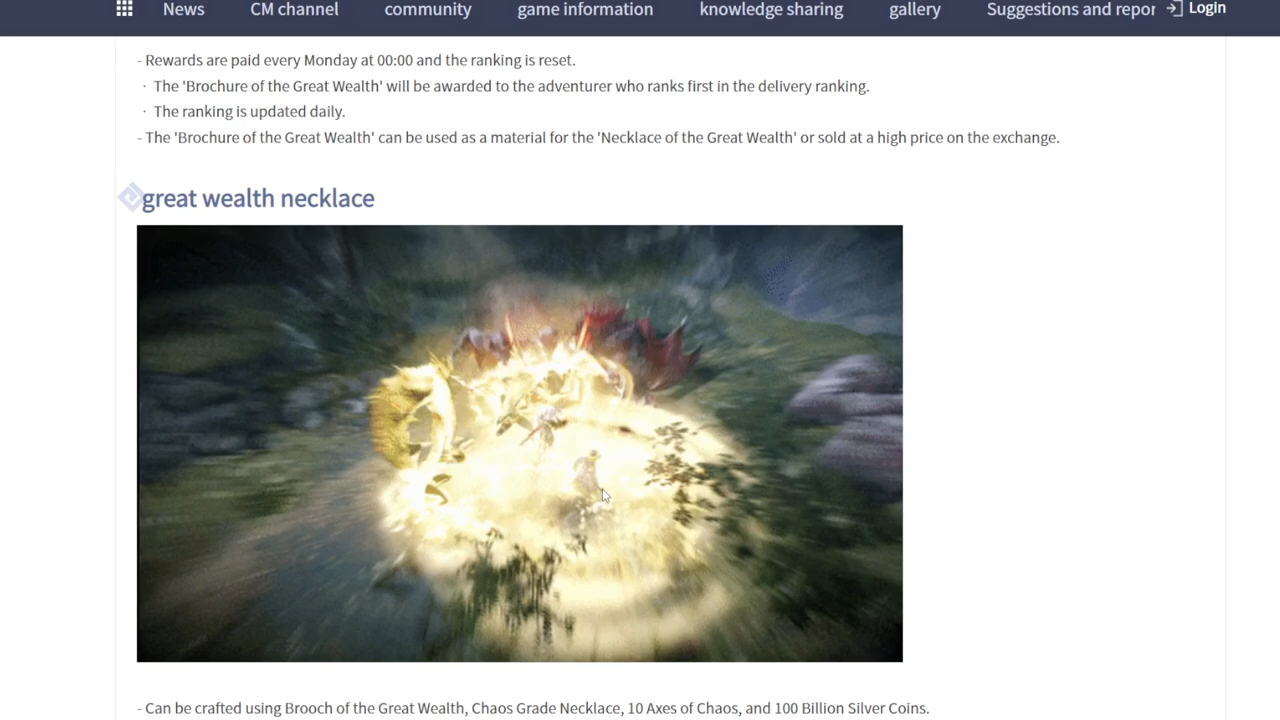 News CM channel community game information knowledge sharing gallery Suggestions and repor Login
- Rewards are paid every Monday at 00:00 and the ranking is reset.
· The 'Brochure of the Great Wealth' will be awarded to the adventurer who ranks first in the delivery ranking.
· The ranking is updated daily.
- The 'Brochure of the Great Wealth' can be used as a material for the 'Necklace of the Great Wealth' or sold at a high price on the exchange.
great wealth necklace
- Can be crafted using Brooch of the Great Wealth, Chaos Grade Necklace, 10 Axes of Chaos, and 100 Billion Silver Coins.